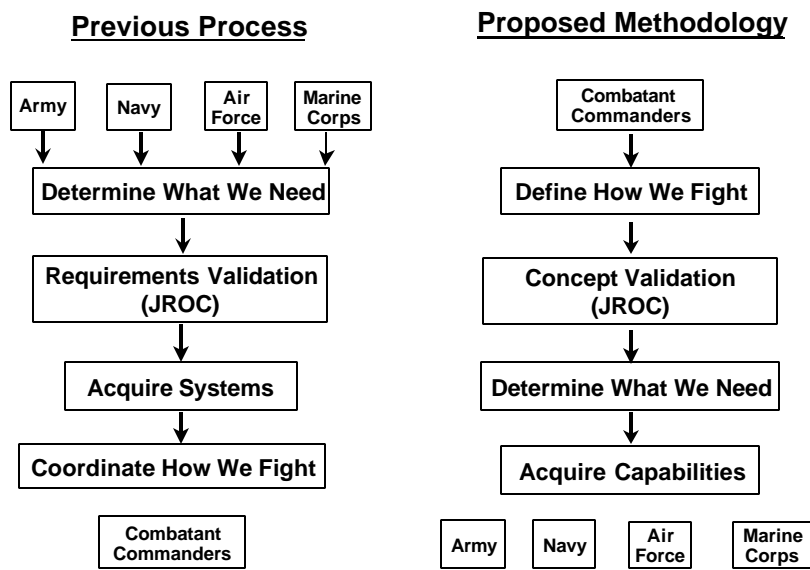 Previous Process
Army
Navy
Air
Force
Marine
Corps
Determine What We Need
Requirements Validation
(JROC)
Acquire Systems
Coordinate How We Fight
Combatant
Commanders
Proposed Methodology
Combatant
Commanders
Define How We Fight
Concept Validation
(JROC)
Determine What We Need
Acquire Capabilities
Army
Navy
Air
Force
Marine
Corps